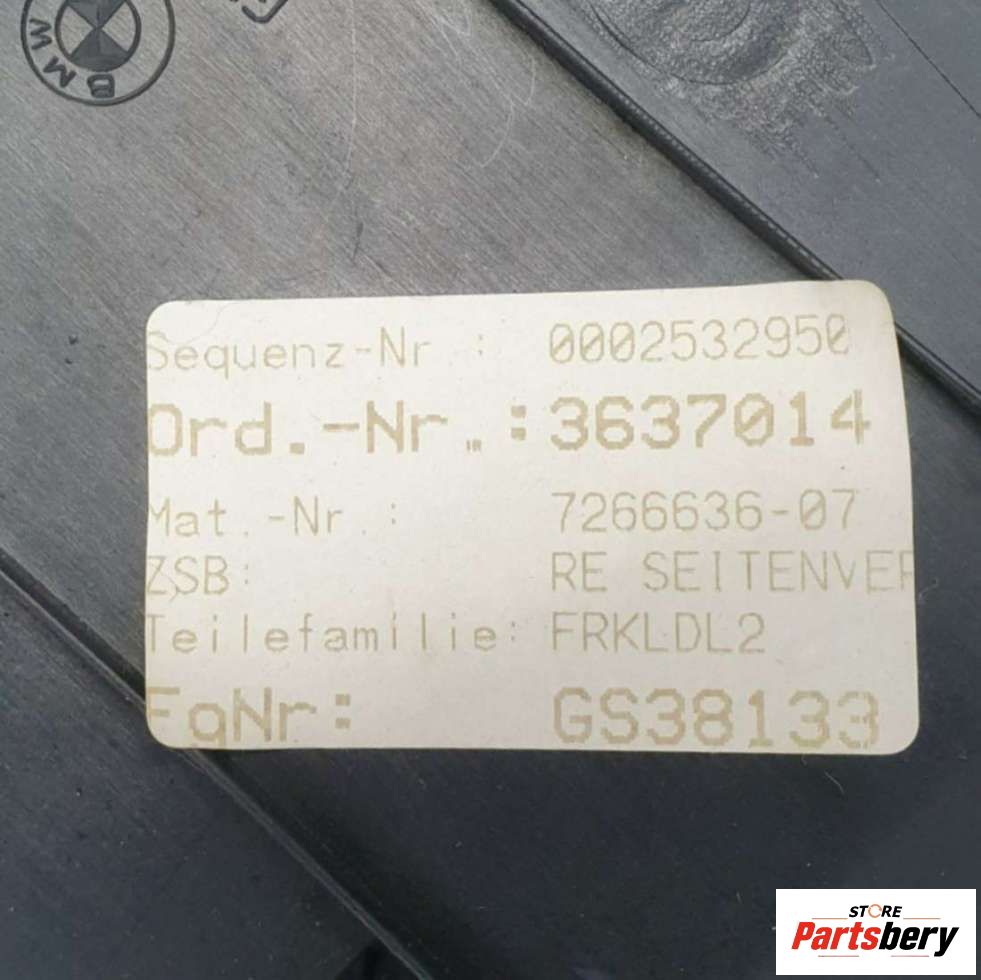 BMW
Sequenz-Nr.: 0002532950
Ord.-Nr.: 3637014
Mat.-Nr.: 7266636-07
ZSB: RE SEITENVER
Teilefamilie: FRKLDL2
FgNr: GS38133
STORE
Partsbery